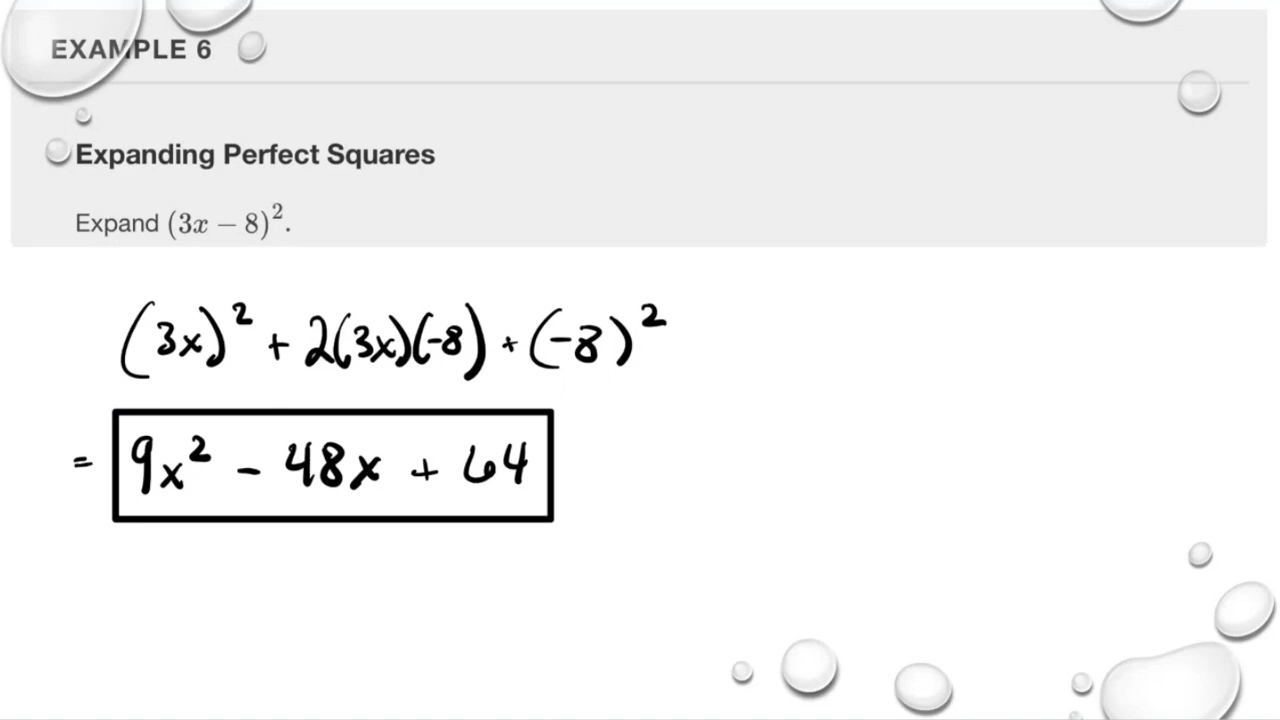 EXAMPLE 6
Expanding Perfect Squares
Expand (3x − 8)².
(3x)² + 2(3x)(-8) + (-8)²
= 9x² - 48x + 64